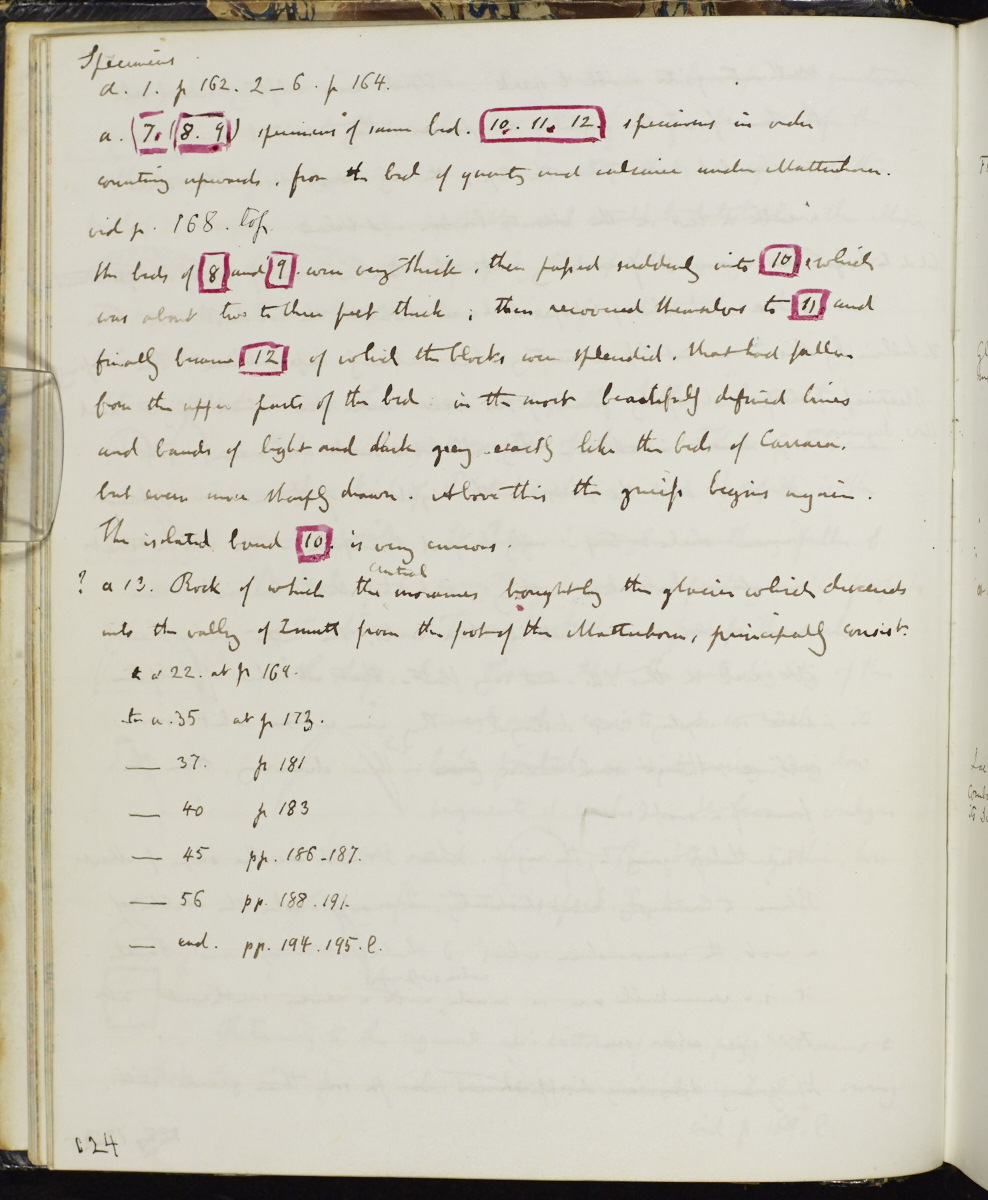 Specimens
a. 1. p 162. 2 – 6. p 164.
a. (7. (8. 9) specimens of same bed. 10. 11. 12. specimens in order
counting upwards, from the bed of quartz and calcaire under Matterhorn.
vid p. 168. top.
the beds of 8 and 9 were very thick, then passed suddenly into 10, which
was about two to three feet thick; then recovered themselves to 11 and
finally became 12 of which the blocks were splendid, that had fallen
from the upper parts of the bed: in the most beautifully defined lines
and bands of light and dark grey exactly like the beds of Carrara.
but even more sharply drawn. Above this the gneiss begins again.
The isolated band 10. is very curious.
? a 13. Rock of which the central moraines brought by the glacier which descends
into the valley of Zmutt from the foot of the Matterhorn, principally consist.
a 22. at p 169.
to a. 35 at p 173.
— 37. p 181
— 40 p 183
— 45 pp. 186-187.
— 56 pp. 188.191.
— end. pp. 194.195.l.
24